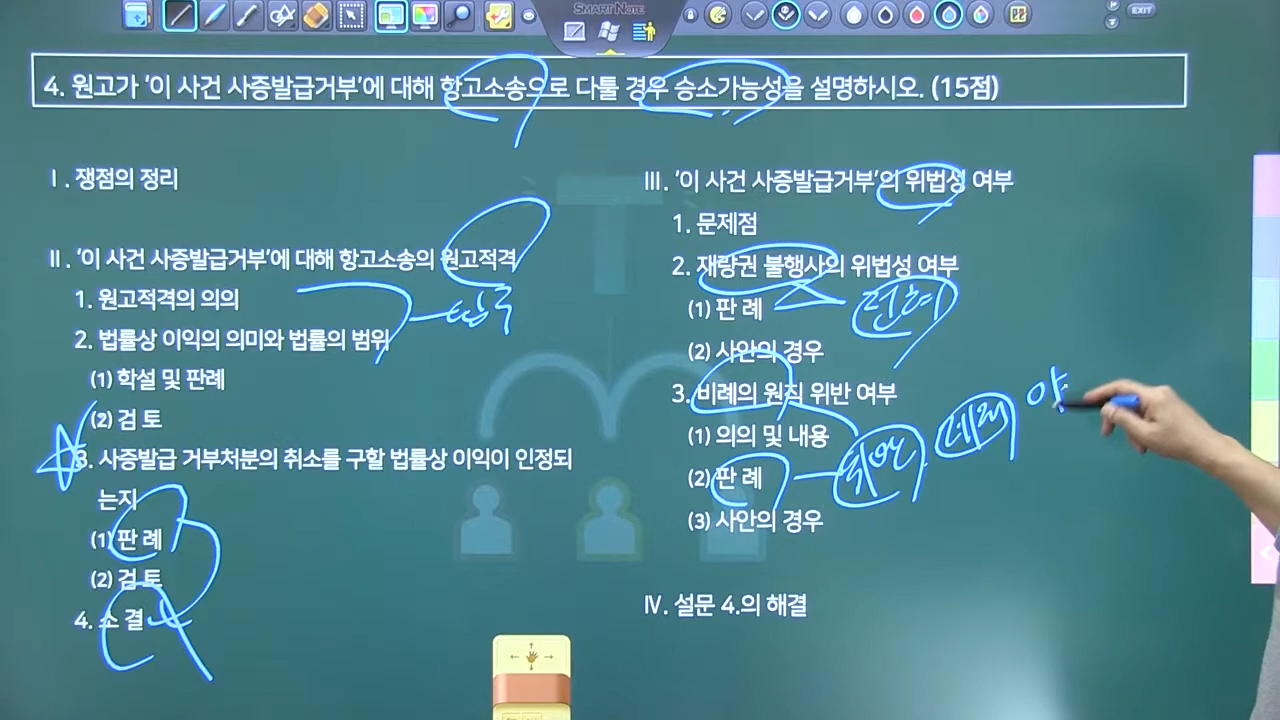 SMART NOTE
EXIT
4. 원고가 ‘이 사건 사증발급거부’에 대해 항고소송으로 다툴 경우 승소가능성을 설명하시오. (15점)
Ⅰ. 쟁점의 정리
Ⅱ. ‘이 사건 사증발급거부’에 대해 항고소송의 원고적격
1. 원고적격의 의의
2. 법률상 이익의 의미와 법률의 범위
(1) 학설 및 판례
(2) 검 토
3. 사증발급 거부처분의 취소를 구할 법률상 이익이 인정되
는지
(1) 판 례
(2) 검 토
4. 소 결
Ⅲ. ‘이 사건 사증발급거부’의 위법성 여부
1. 문제점
2. 재량권 불행사의 위법성 여부
(1) 판 례
(2) 사안의 경우
3. 비례의 원칙 위반 여부
(1) 의의 및 내용
(2) 판 례
(3) 사안의 경우
Ⅳ. 설문 4.의 해결